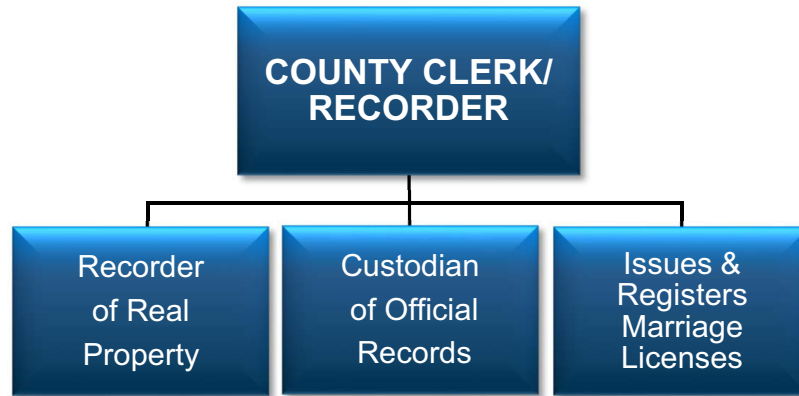 COUNTY CLERK/
RECORDER
Recorder
of Real
Property
Custodian
of Official
Records
Issues &
Registers
Marriage
Licenses